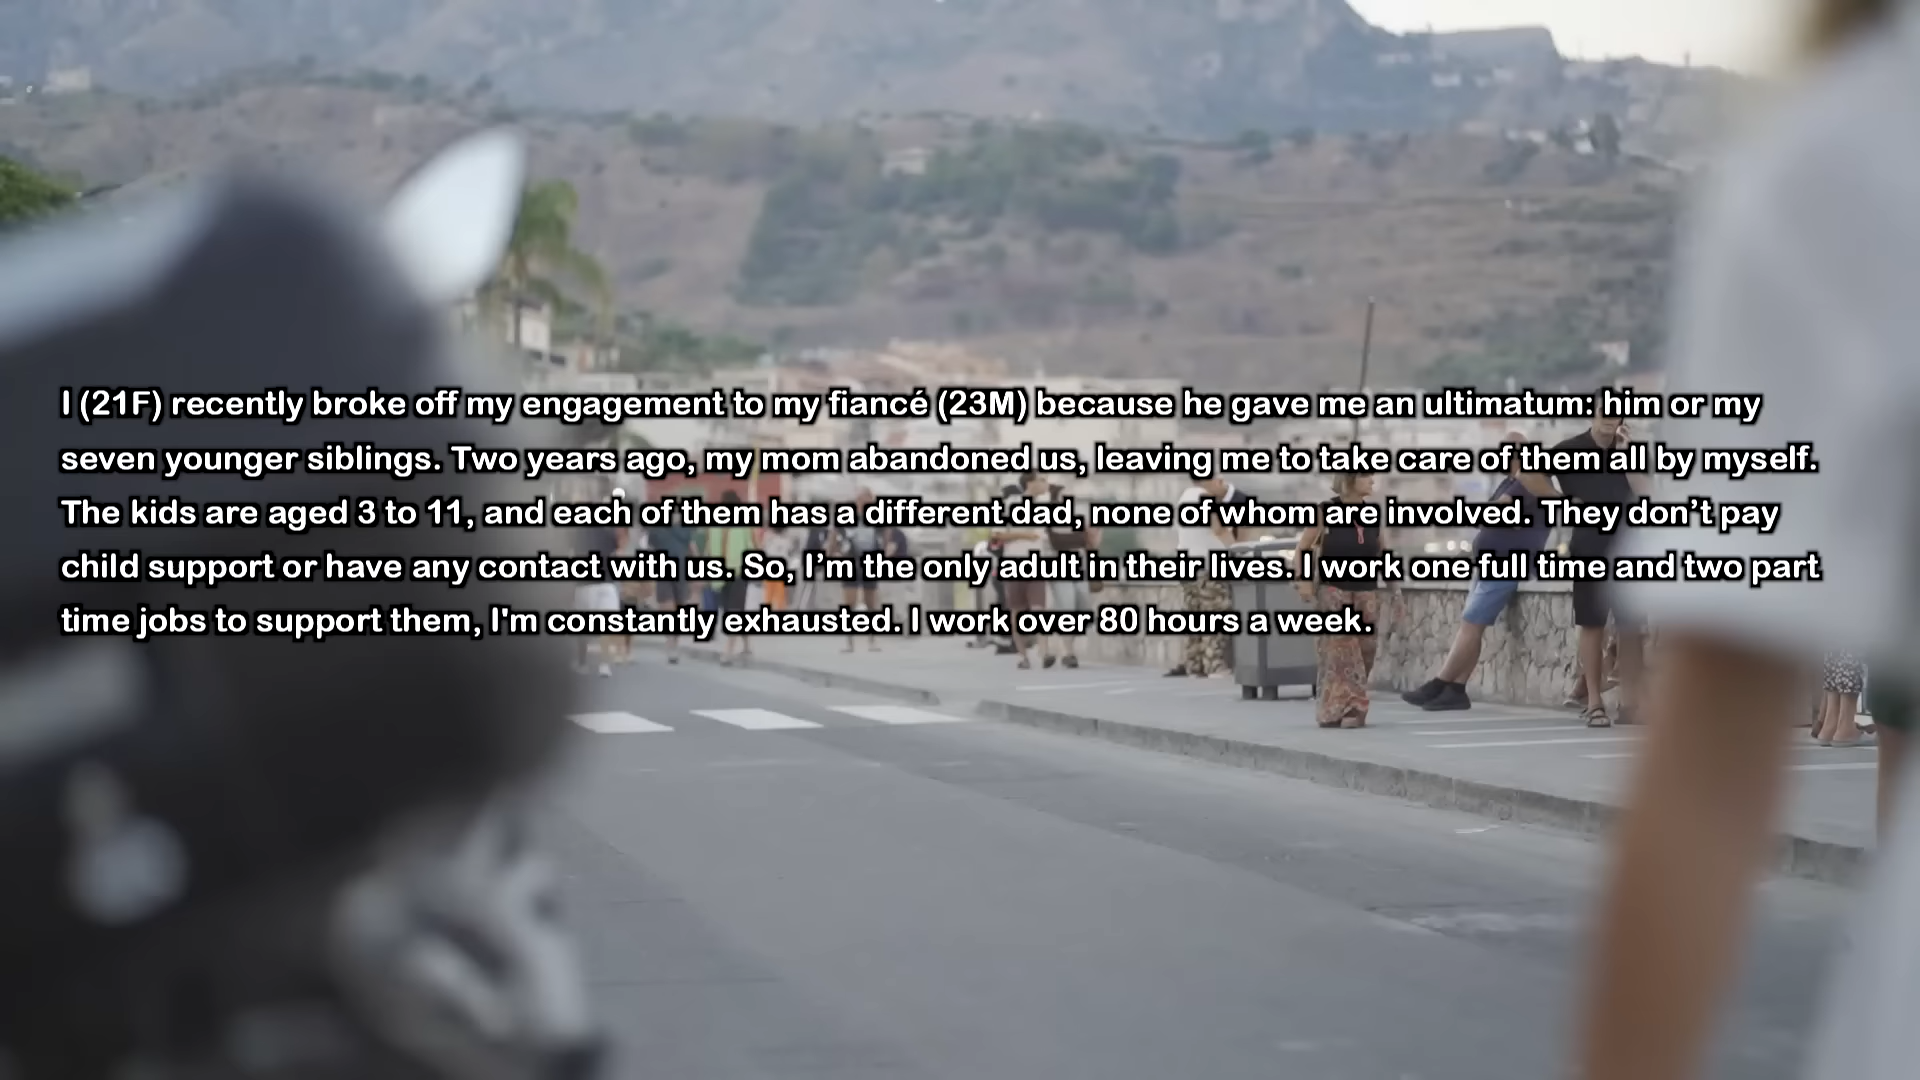 I (21F) recently broke off my engagement to my fiancé (23M) because he gave me an ultimatum: him or my
seven younger siblings. Two years ago, my mom abandoned us, leaving me to take care of them all by myself.
The kids are aged 3 to 11, and each of them has a different dad, none of whom are involved. They don’t pay
child support or have any contact with us. So, I’m the only adult in their lives. I work one full time and two part
time jobs to support them, I'm constantly exhausted. I work over 80 hours a week.